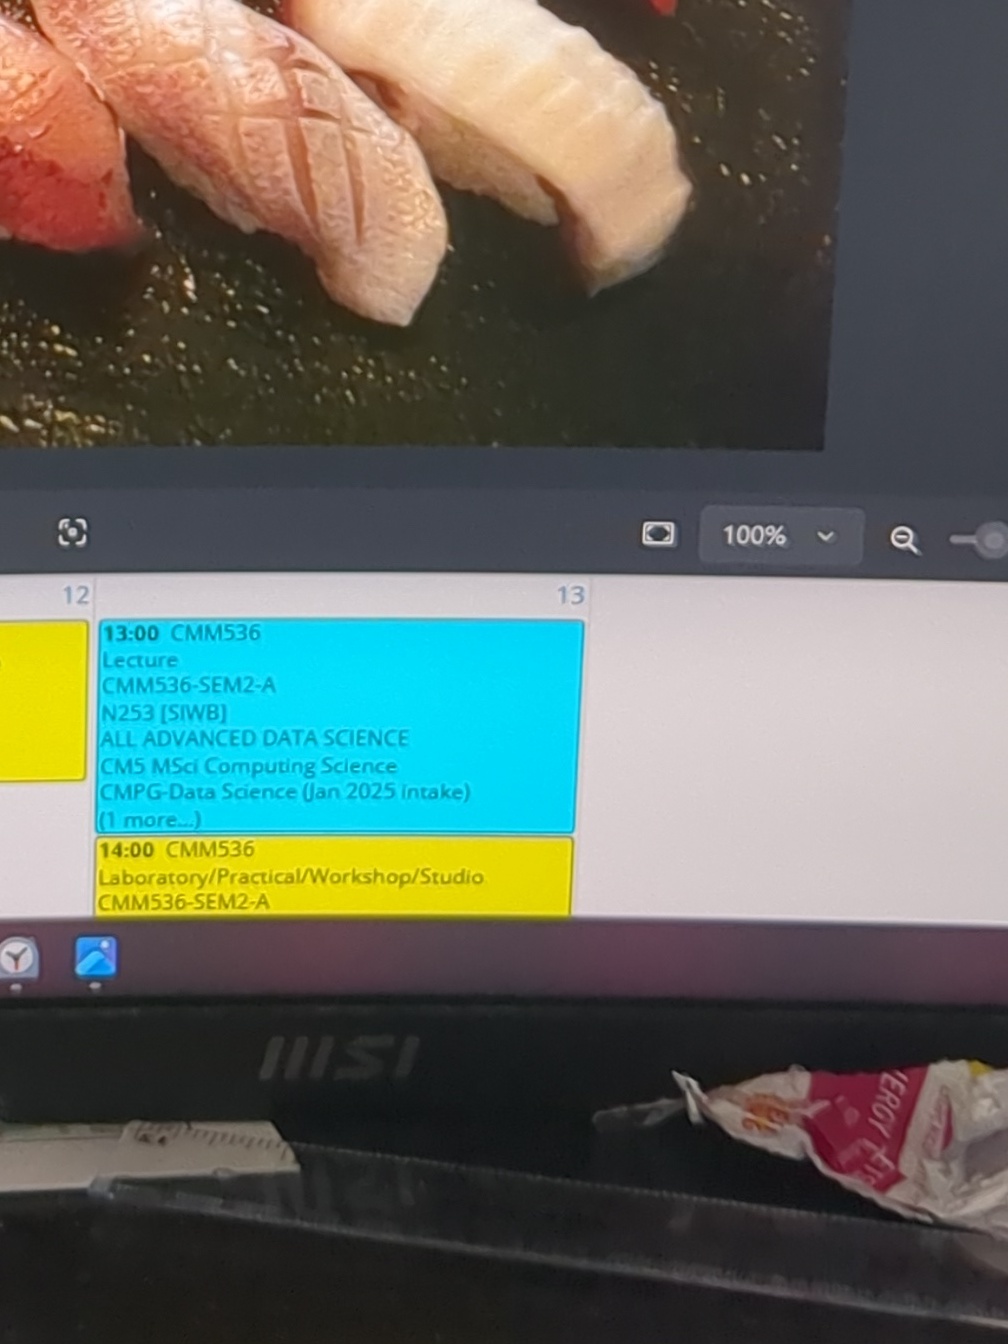 100%
12
13
13:00 CMM536
Lecture
CMM536-SEM2-A
N253 [SIWB]
ALL ADVANCED DATA SCIENCE
CM5 MSci Computing Science
CMPG-Data Science (Jan 2025 intake)
(1 more...)
14:00 CMM536
Laboratory/Practical/Workshop/Studio
CMM536-SEM2-A
msi